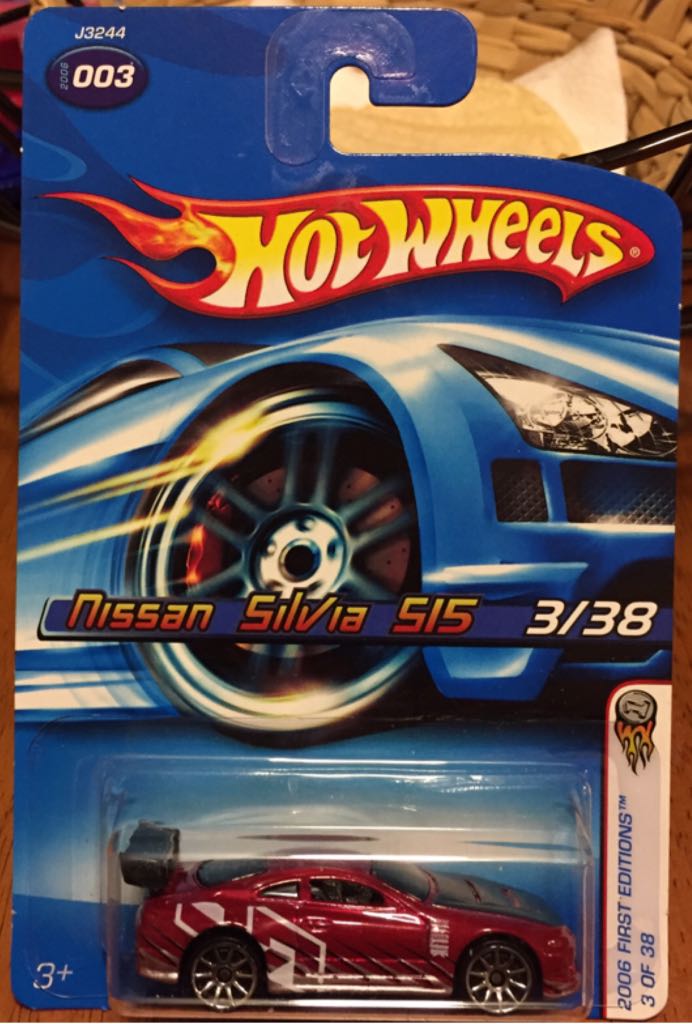 J3244
2006
003
HOT WHEELS®
Nissan Silvia S15 3/38
2006 FIRST EDITIONS™
3 OF 38
3+